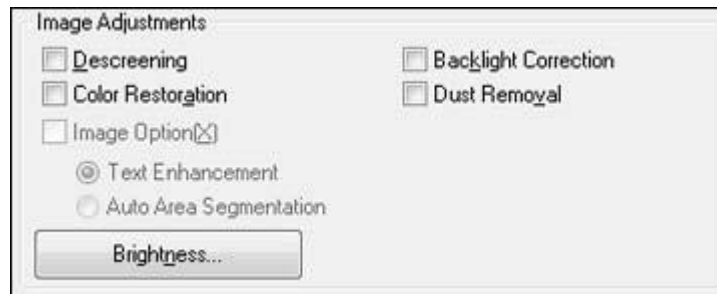 Image Adjustments
Descreening
Backlight Correction
Color Restoration
Dust Removal
Image Option(X)
Text Enhancement
Auto Area Segmentation
Brightness...